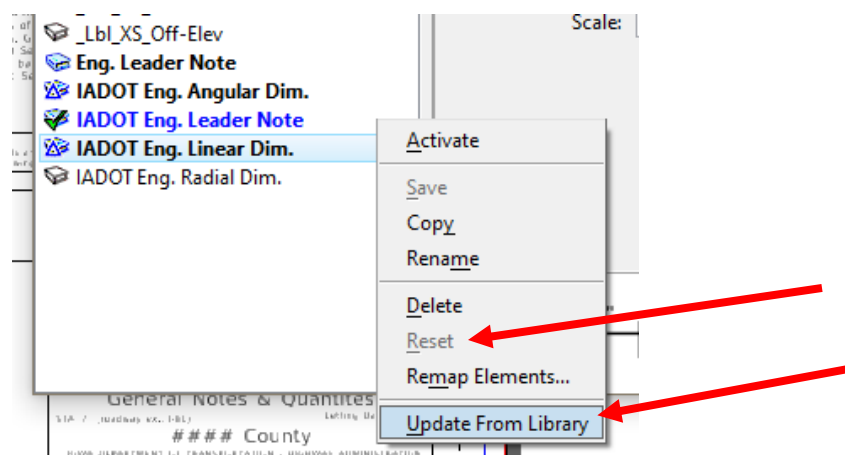 _Lbl_XS_Off-Elev
Scale:
Eng. Leader Note
IADOT Eng. Angular Dim.
IADOT Eng. Leader Note
IADOT Eng. Linear Dim.
IADOT Eng. Radial Dim.
Activate
Save
Copy
Rename
Delete
Reset
Remap Elements...
Update From Library
General Notes & Quantites
#### County